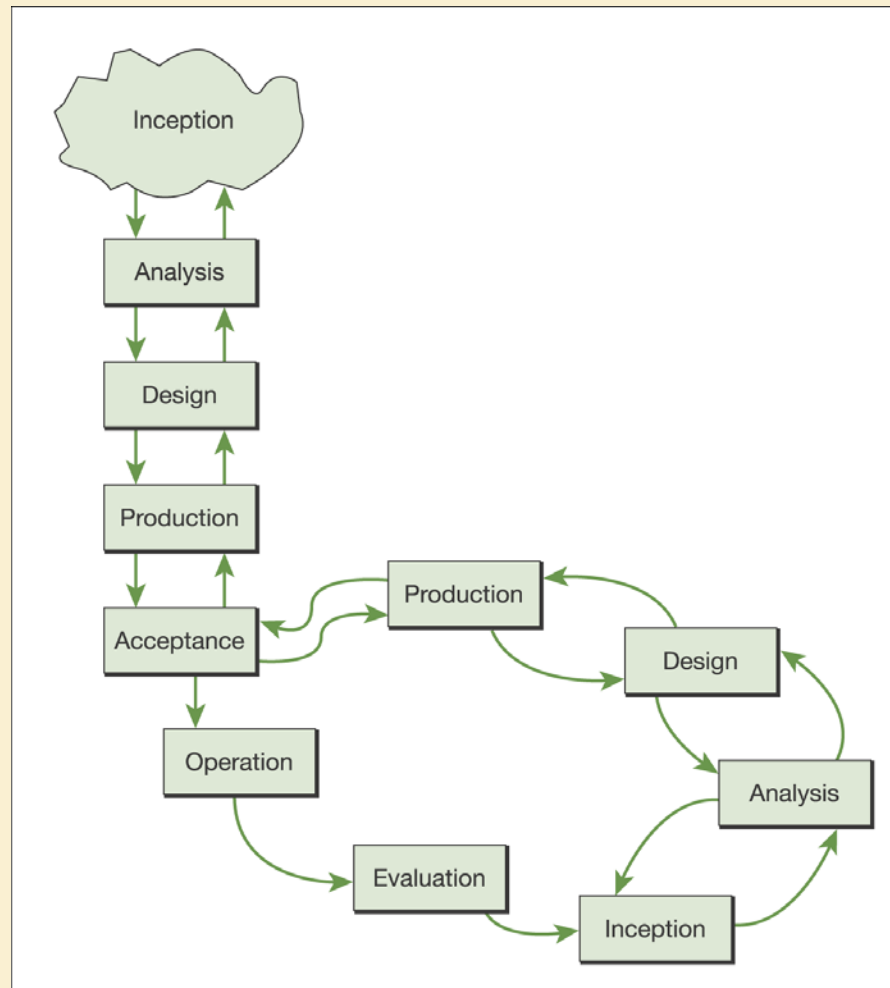 Inception
Analysis
Design
Production
Acceptance
Production
Design
Analysis
Operation
Evaluation
Inception